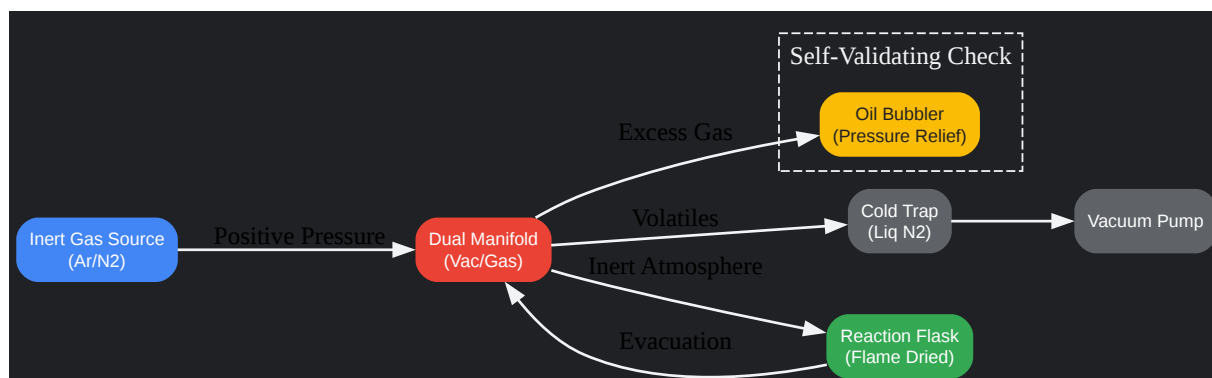 Self-Validating Check
Oil Bubbler
(Pressure Relief)
Excess Gas
Inert Gas Source
(Ar/N2)
Positive Pressure
Dual Manifold
(Vac/Gas)
Volatiles
Cold Trap
(Liq N2)
Vacuum Pump
Inert Atmosphere
Evacuation
Reaction Flask
(Flame Dried)